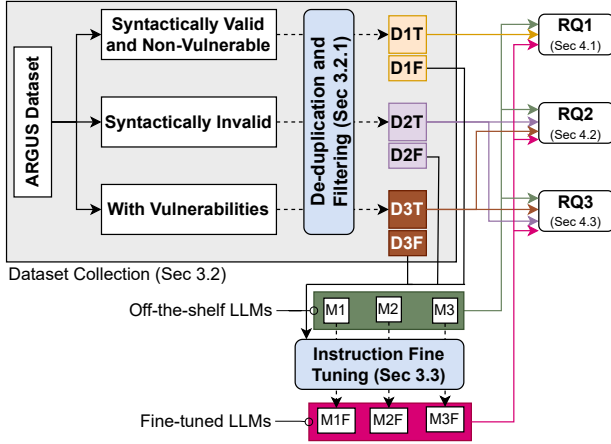 ARGUS Dataset
Syntactically Valid
and Non-Vulnerable
Syntactically Invalid
With Vulnerabilities
De-duplication and
Filtering (Sec 3.2.1)
D1T
D1F
D2T
D2F
D3T
D3F
Dataset Collection (Sec 3.2)
RQ1
(Sec 4.1)
RQ2
(Sec 4.2)
RQ3
(Sec 4.3)
Off-the-shelf LLMs
M1
M2
M3
Instruction Fine
Tuning (Sec 3.3)
Fine-tuned LLMs
M1F
M2F
M3F